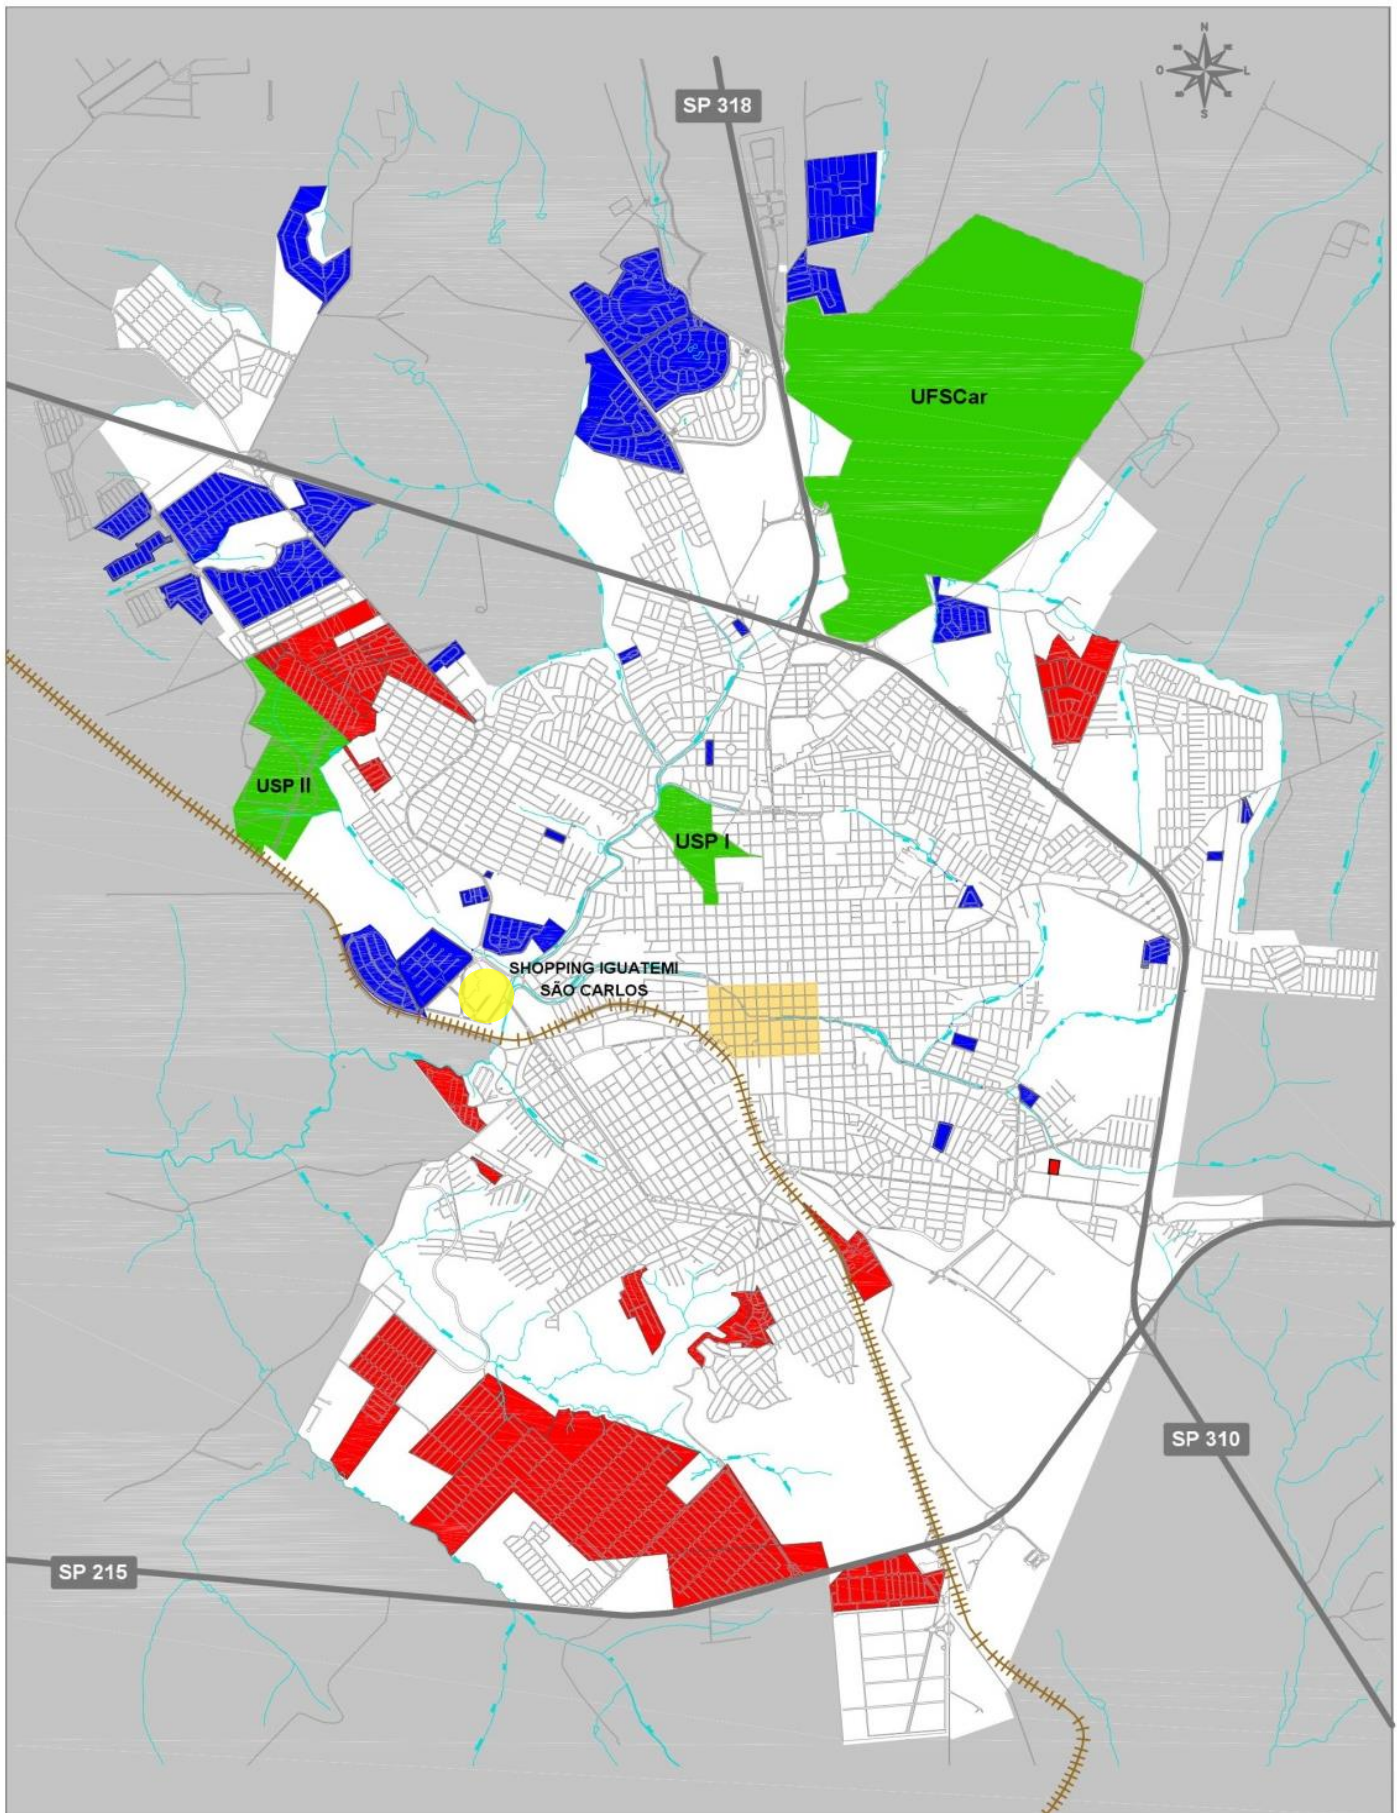 N
O
L
S
SP 318
UFSCar
USP II
USP I
SHOPPING IGUATEMI
SÃO CARLOS
SP 310
SP 215